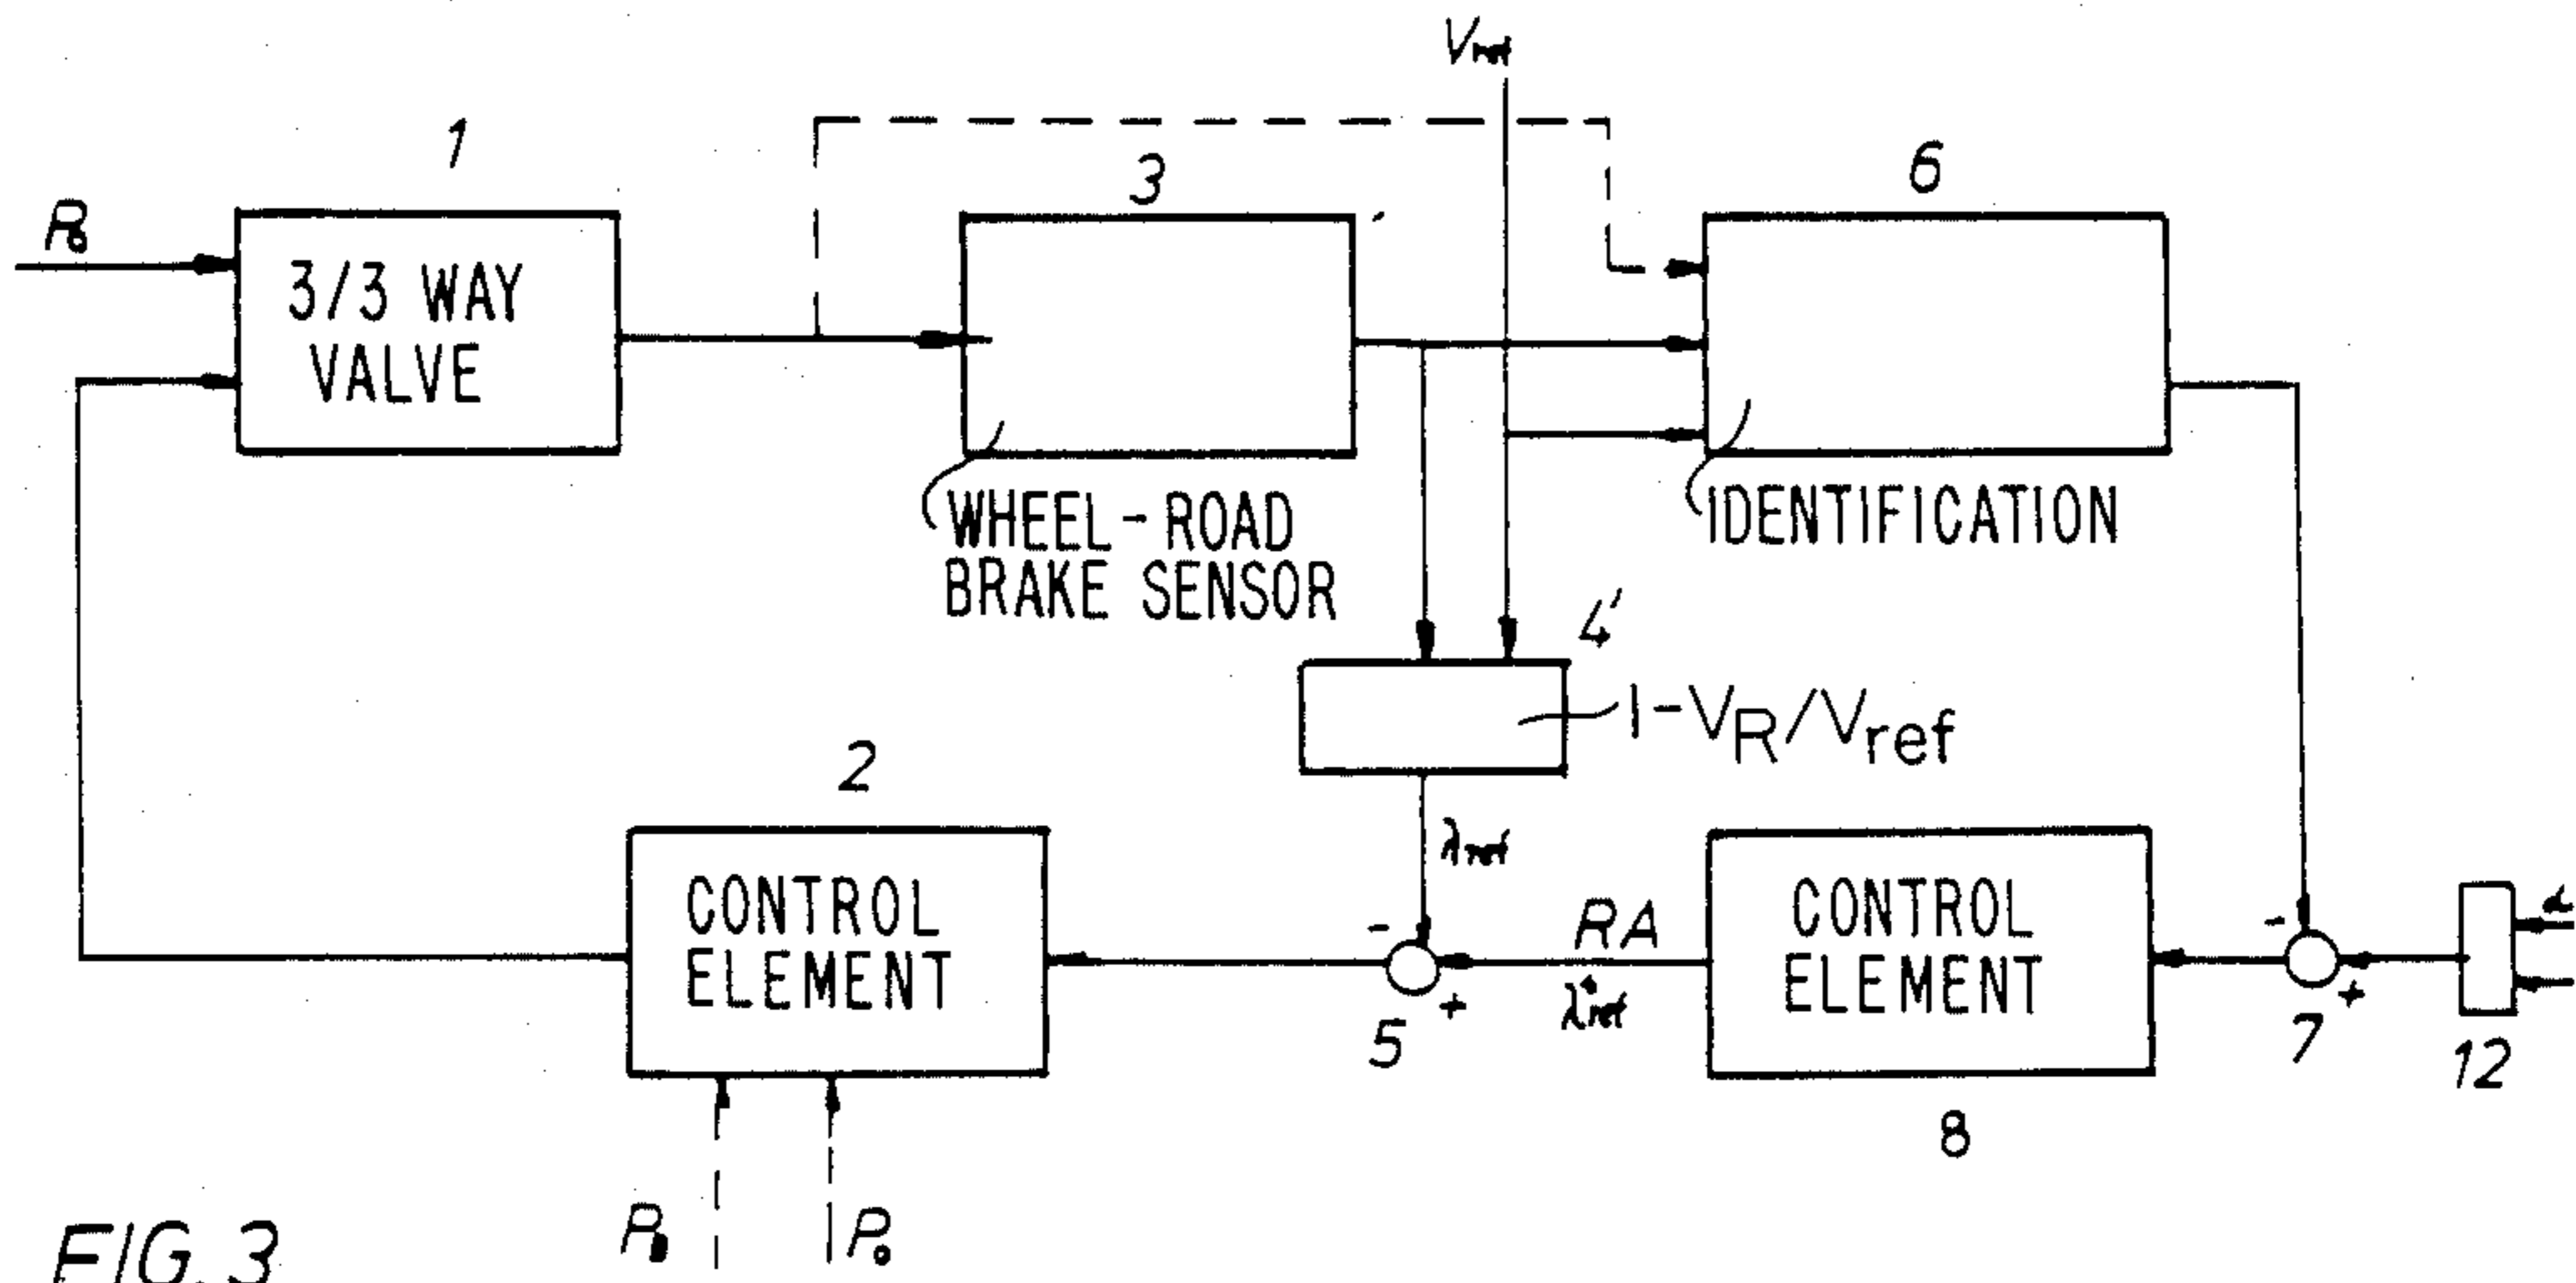 Vref
1
3
6
P₀
3/3 WAY
VALVE
WHEEL-ROAD
BRAKE SENSOR
IDENTIFICATION
4'
1-VR/Vref
2
λref
CONTROL
ELEMENT
RA
λ*ref
CONTROL
ELEMENT
α
-
+
-
+
5
7
12
8
P₀
FIG. 3